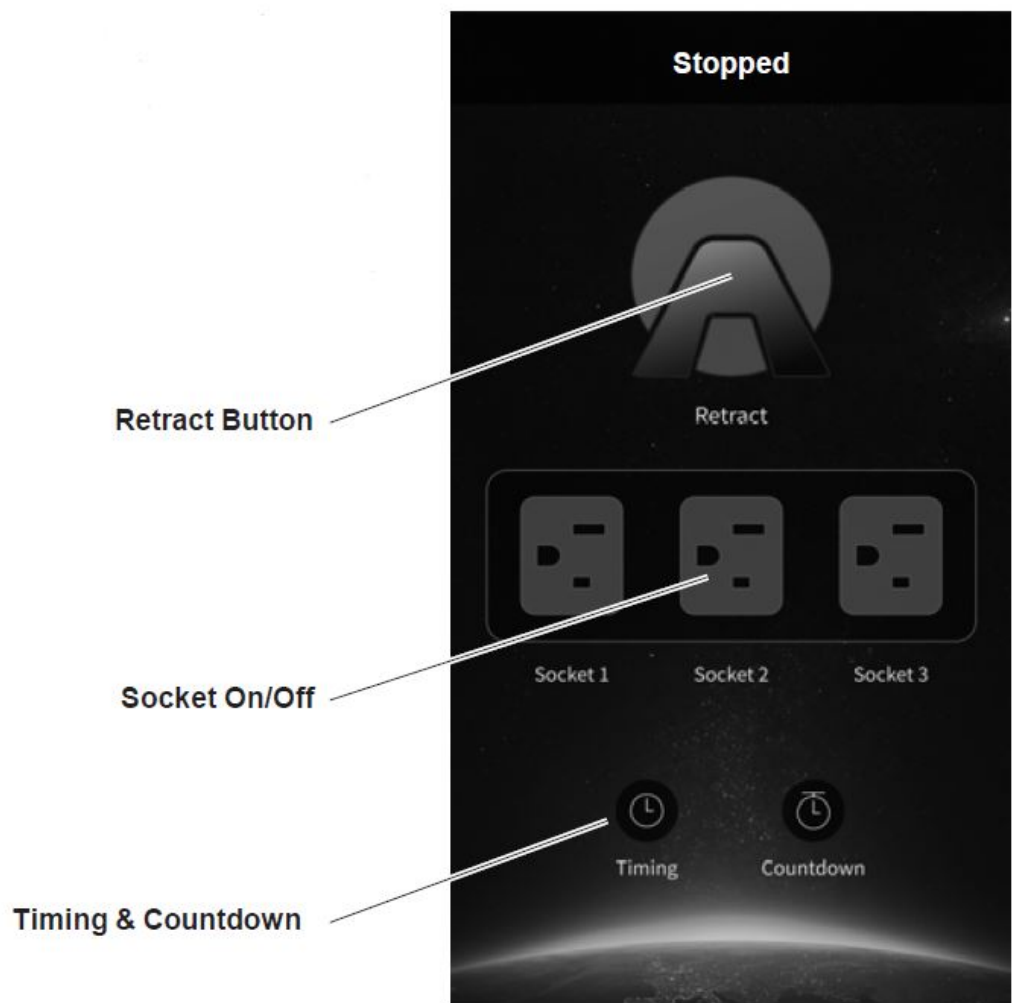 Stopped
Retract Button
Retract
Socket On/Off
Socket 1 Socket 2 Socket 3
Timing Countdown
Timing & Countdown